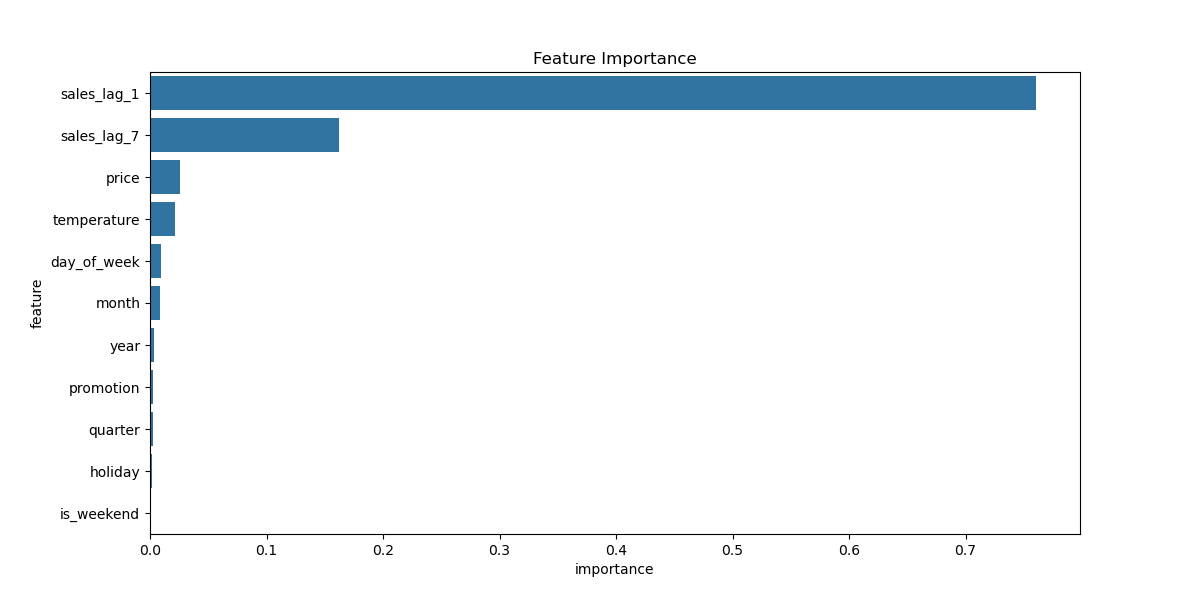 Feature Importance
sales_lag_1
sales_lag_7
price
temperature
day_of_week
month
year
promotion
quarter
holiday
is_weekend
feature
0.0 0.1 0.2 0.3 0.4 0.5 0.6 0.7
importance